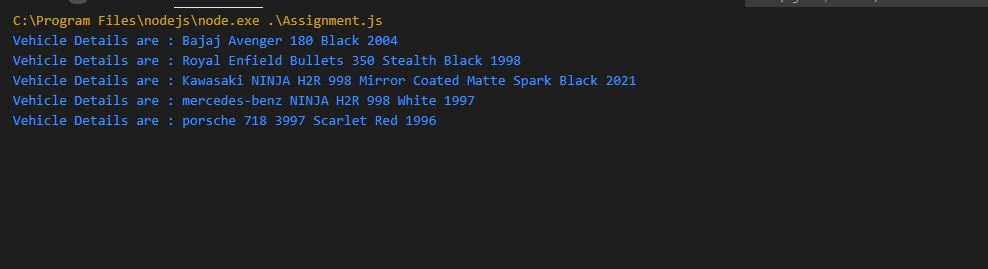 C:\Program Files\nodejs\node.exe .\Assignment.js
Vehicle Details are : Bajaj Avenger 180 Black 2004
Vehicle Details are : Royal Enfield Bullets 350 Stealth Black 1998
Vehicle Details are : Kawasaki NINJA H2R 998 Mirror Coated Matte Spark Black 2021
Vehicle Details are : mercedes-benz NINJA H2R 998 White 1997
Vehicle Details are : porsche 718 3997 Scarlet Red 1996